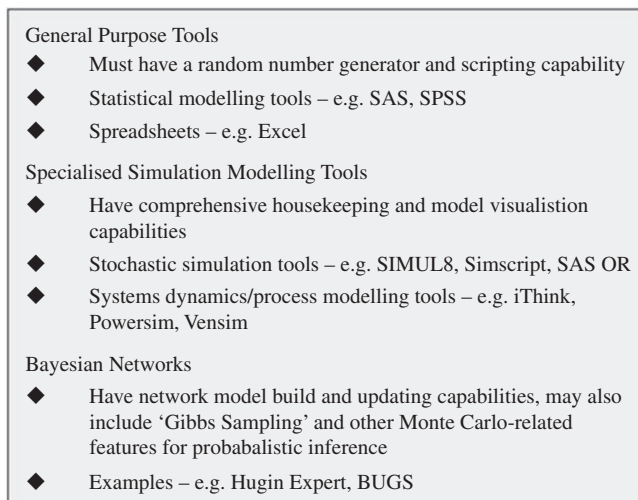 General Purpose Tools
◆ Must have a random number generator and scripting capability
◆ Statistical modelling tools – e.g. SAS, SPSS
◆ Spreadsheets – e.g. Excel
Specialised Simulation Modelling Tools
◆ Have comprehensive housekeeping and model visualistion
capabilities
◆ Stochastic simulation tools – e.g. SIMUL8, Simscript, SAS OR
◆ Systems dynamics/process modelling tools – e.g. iThink,
Powersim, Vensim
Bayesian Networks
◆ Have network model build and updating capabilities, may also
include ‘Gibbs Sampling’ and other Monte Carlo-related
features for probabalistic inference
◆ Examples – e.g. Hugin Expert, BUGS